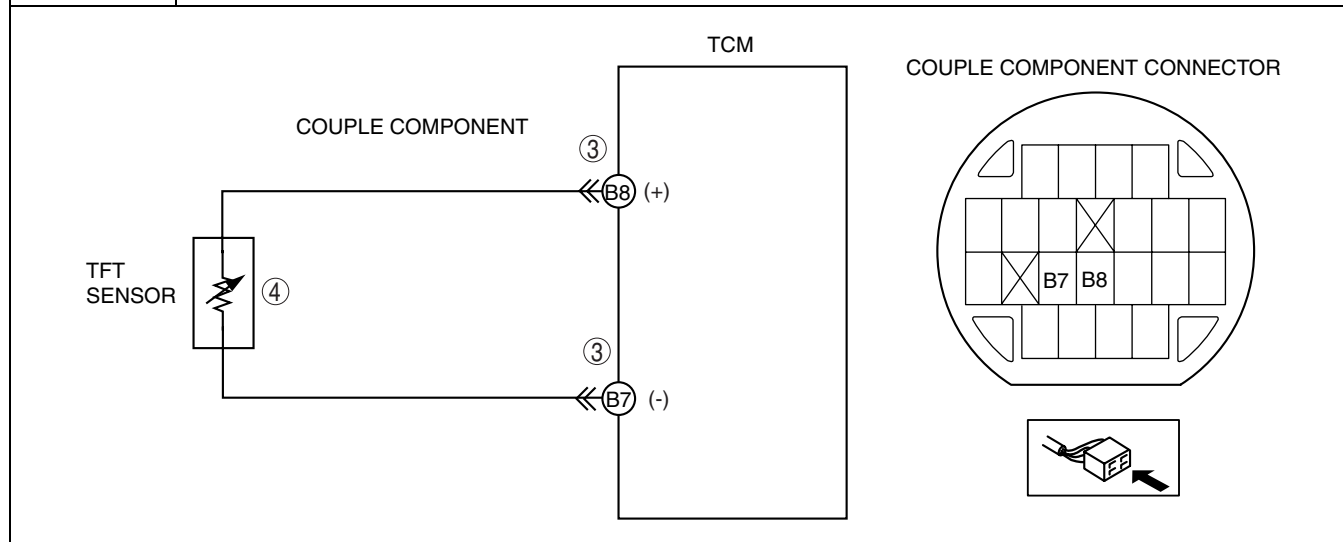 TCM
COUPLE COMPONENT CONNECTOR
COUPLE COMPONENT
③
B8 (+)
TFT
SENSOR
④
B7 B8
③
B7 (-)